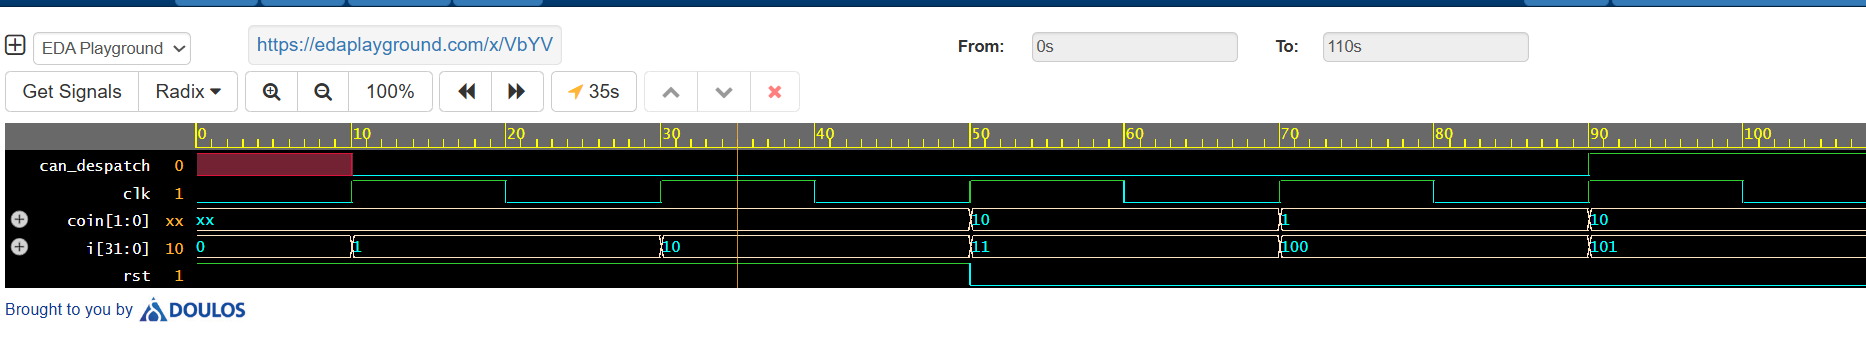 EDA Playground https://edaplayground.com/x/VbYV From: 0s To: 110s
Get Signals Radix 100% 35s
0 10 20 30 40 50 60 70 80 90 100
can_despatch 0
clk 1
coin[1:0] xx xx 10 1 10
i[31:0] 10 0 1 10 11 100 101
rst 1
Brought to you by DOULOS